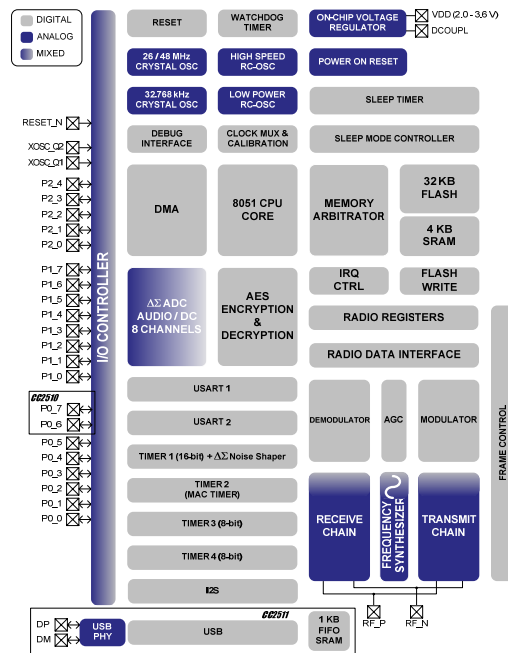 DIGITAL
ANALOG
MIXED
RESET
WATCHDOG
TIMER
ON-CHIP VOLTAGE
REGULATOR
VDD (2.0 - 3,6 V)
DCOUPL
26 / 48 MHz
CRYSTAL OSC
HIGH SPEED
RC-OSC
POWER ON RESET
32.768 kHz
CRYSTAL OSC
LOW POWER
RC-OSC
SLEEP TIMER
DEBUG
INTERFACE
CLOCK MUX &
CALIBRATION
SLEEP MODE CONTROLLER
RESET_N
XOSC_Q2
XOSC_Q1
P2_4
P2_3
P2_2
P2_1
P2_0
P1_7
P1_6
P1_5
P1_4
P1_3
P1_2
P1_1
P1_0
CC2510
P0_7
P0_6
P0_5
P0_4
P0_3
P0_2
P0_1
P0_0
I/O CONTROLLER
DMA
8051 CPU
CORE
MEMORY
ARBITRATOR
32 KB
FLASH
4 KB
SRAM
ΔΣ ADC
AUDIO / DC
8 CHANNELS
AES
ENCRYPTION
&
DECRYPTION
IRQ
CTRL
FLASH
WRITE
RADIO REGISTERS
RADIO DATA INTERFACE
USART 1
USART 2
TIMER 1 (16-bit) + ΔΣ Noise Shaper
TIMER 2
(MAC TIMER)
TIMER 3 (8-bit)
TIMER 4 (8-bit)
I2S
DEMODULATOR
AGC
MODULATOR
FRAME CONTROL
RECEIVE
CHAIN
FREQUENCY
SYNTHESIZER
TRANSMIT
CHAIN
RF_P
RF_N
CC2511
DP
DM
USB
PHY
USB
1 KB
FIFO
SRAM